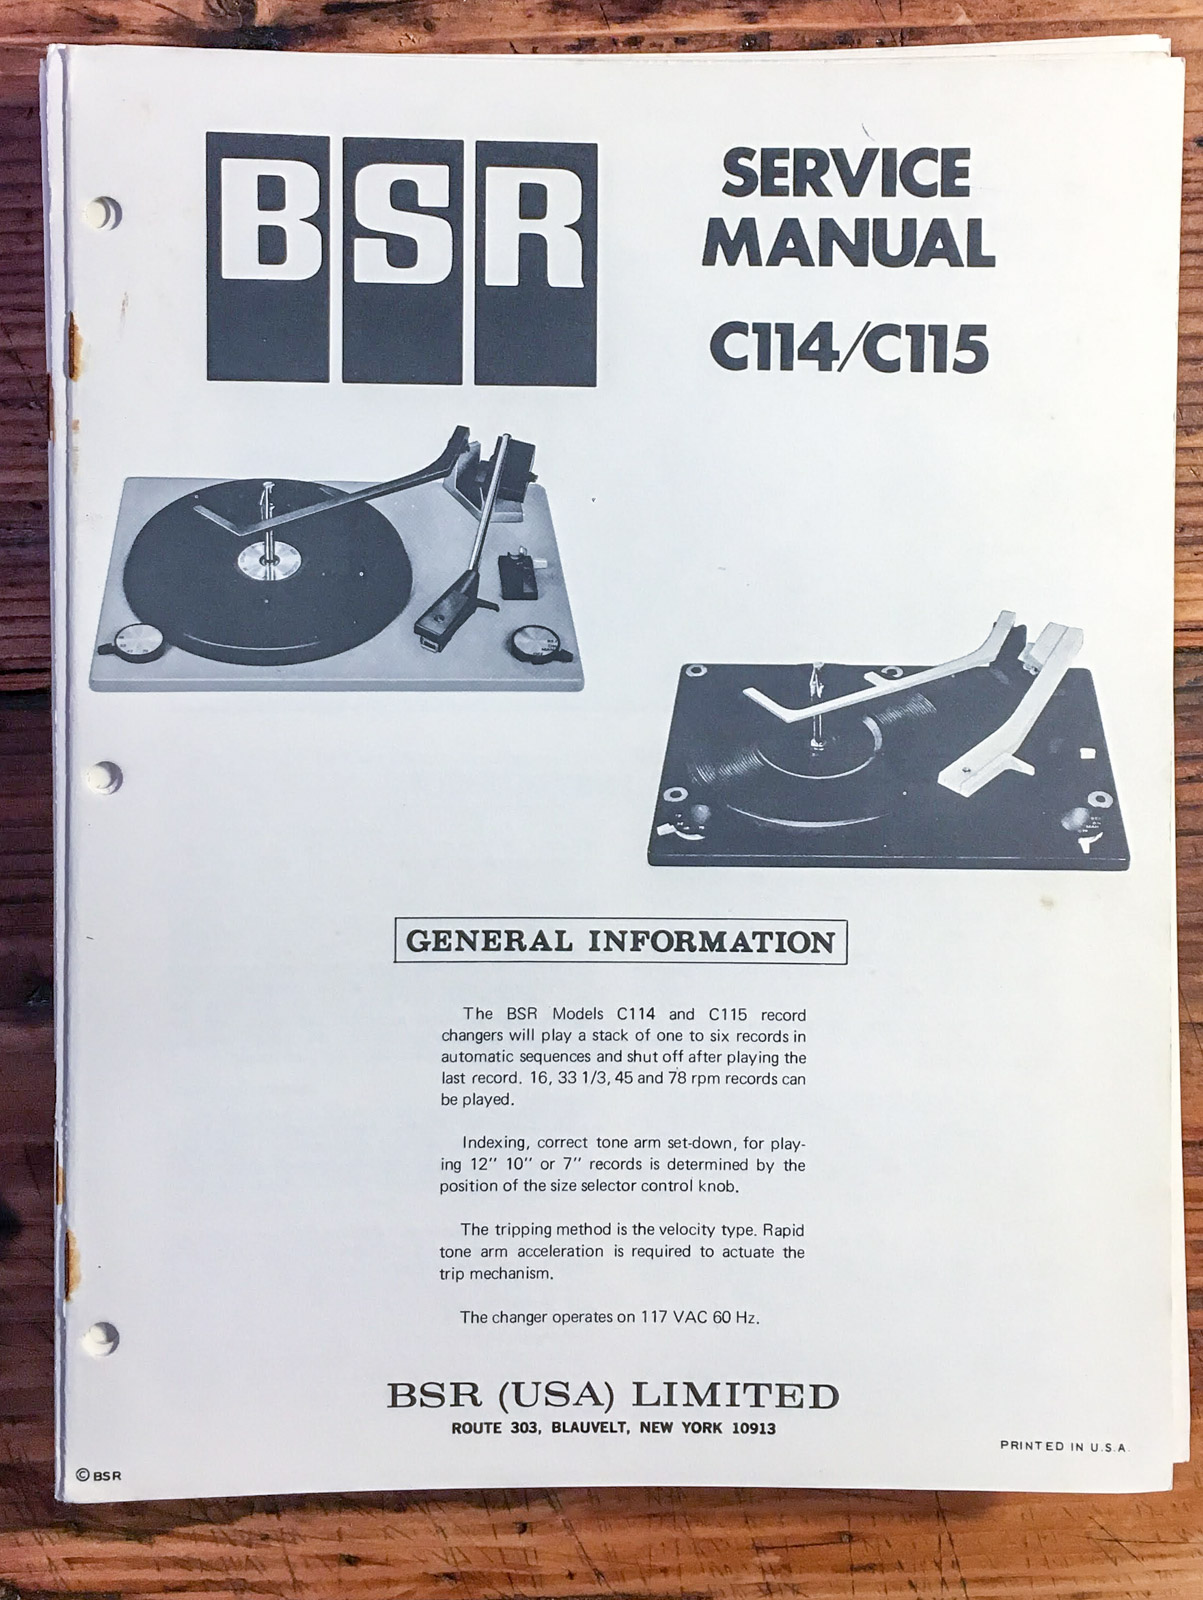 BSR
SERVICE
MANUAL
C114/C115
GENERAL INFORMATION
The BSR Models C114 and C115 record
changers will play a stack of one to six records in
automatic sequences and shut off after playing the
last record. 16, 33 1/3, 45 and 78 rpm records can
be played.
Indexing, correct tone arm set-down, for play-
ing 12" 10" or 7" records is determined by the
position of the size selector control knob.
The tripping method is the velocity type. Rapid
tone arm acceleration is required to actuate the
trip mechanism.
The changer operates on 117 VAC 60 Hz.
BSR (USA) LIMITED
ROUTE 303, BLAUVELT, NEW YORK 10913
PRINTED IN U.S.A.
© BSR